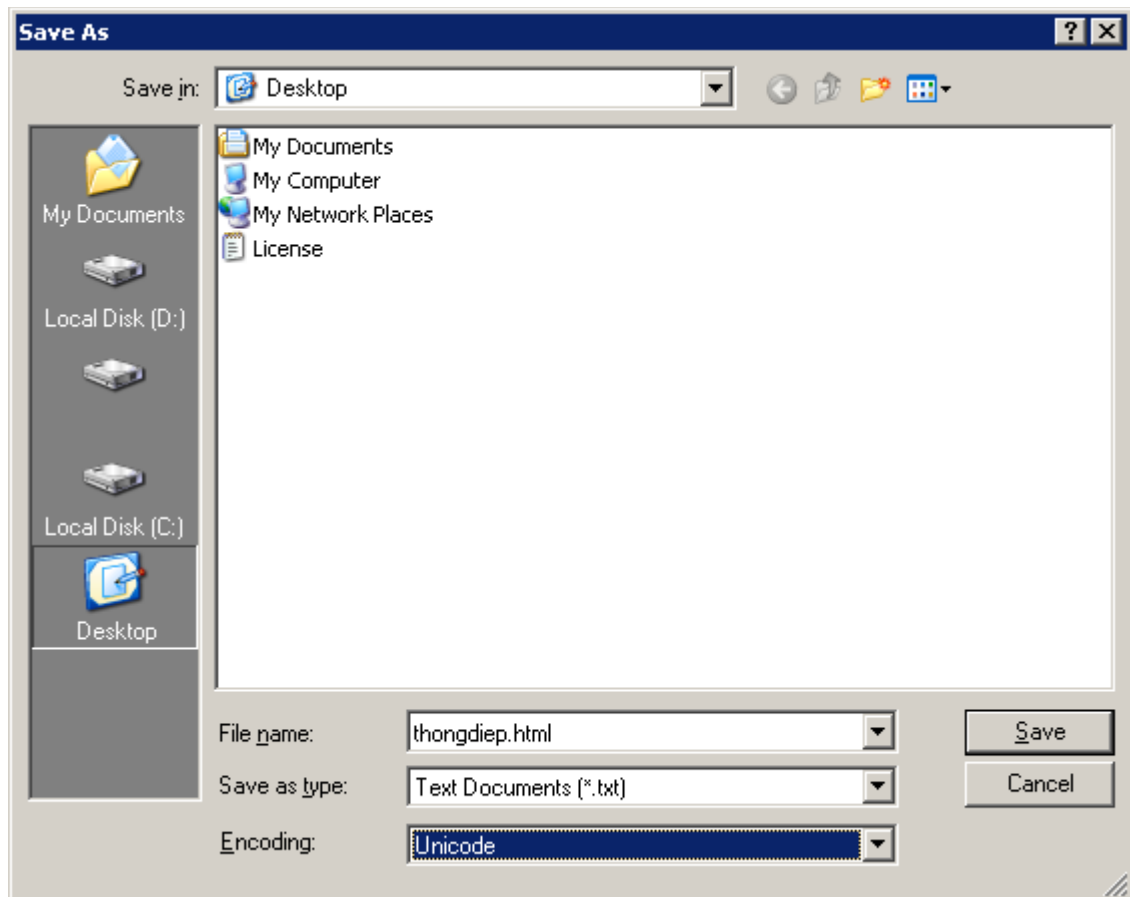 Save As
Save in: Desktop
My Documents
My Computer
My Network Places
License
My Documents
Local Disk (D:)
Local Disk (C:)
Desktop
File name: thongdiep.html Save
Save as type: Text Documents (*.txt) Cancel
Encoding: Unicode